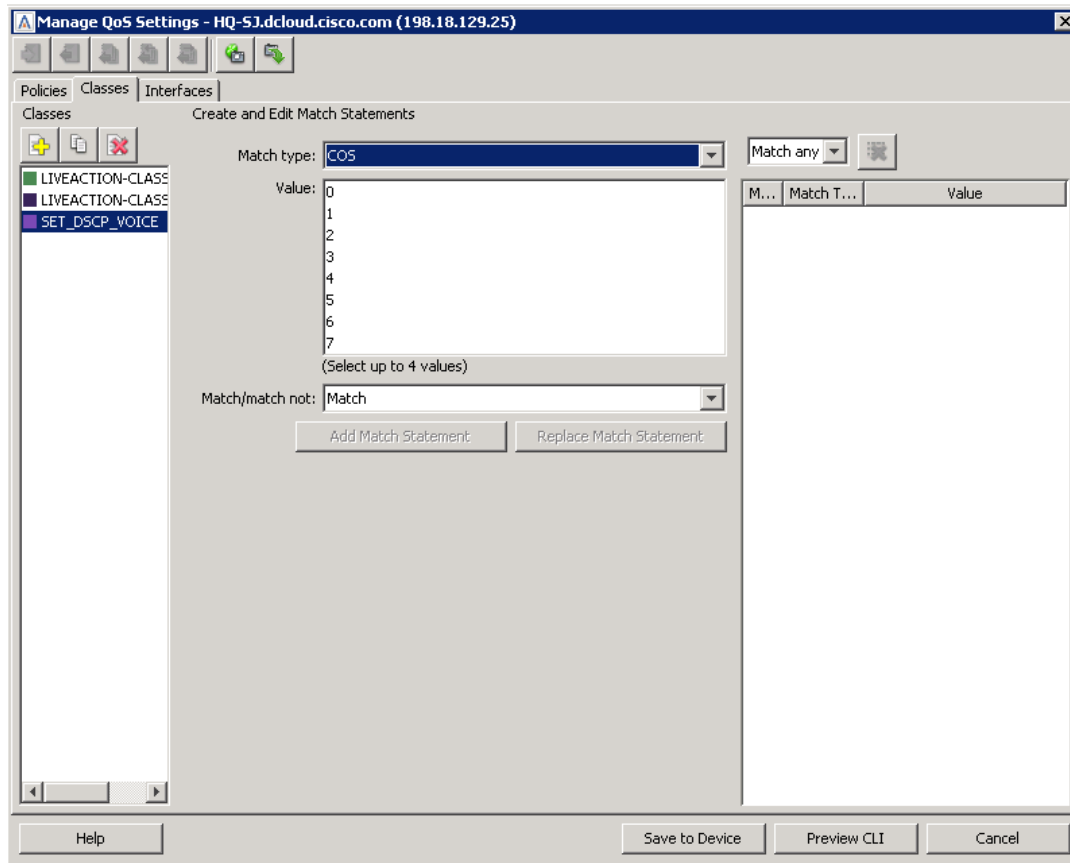 Manage QoS Settings - HQ-SJ.dcloud.cisco.com (198.18.129.25)
Policies Classes Interfaces
Classes
LIVEACTION-CLASS
LIVEACTION-CLASS
SET_DSCP_VOICE
Create and Edit Match Statements
Match type: COS
Value: 0
1
2
3
4
5
6
7
(Select up to 4 values)
Match/match not: Match
Add Match Statement Replace Match Statement
Match any
M... Match T... Value
Help Save to Device Preview CLI Cancel